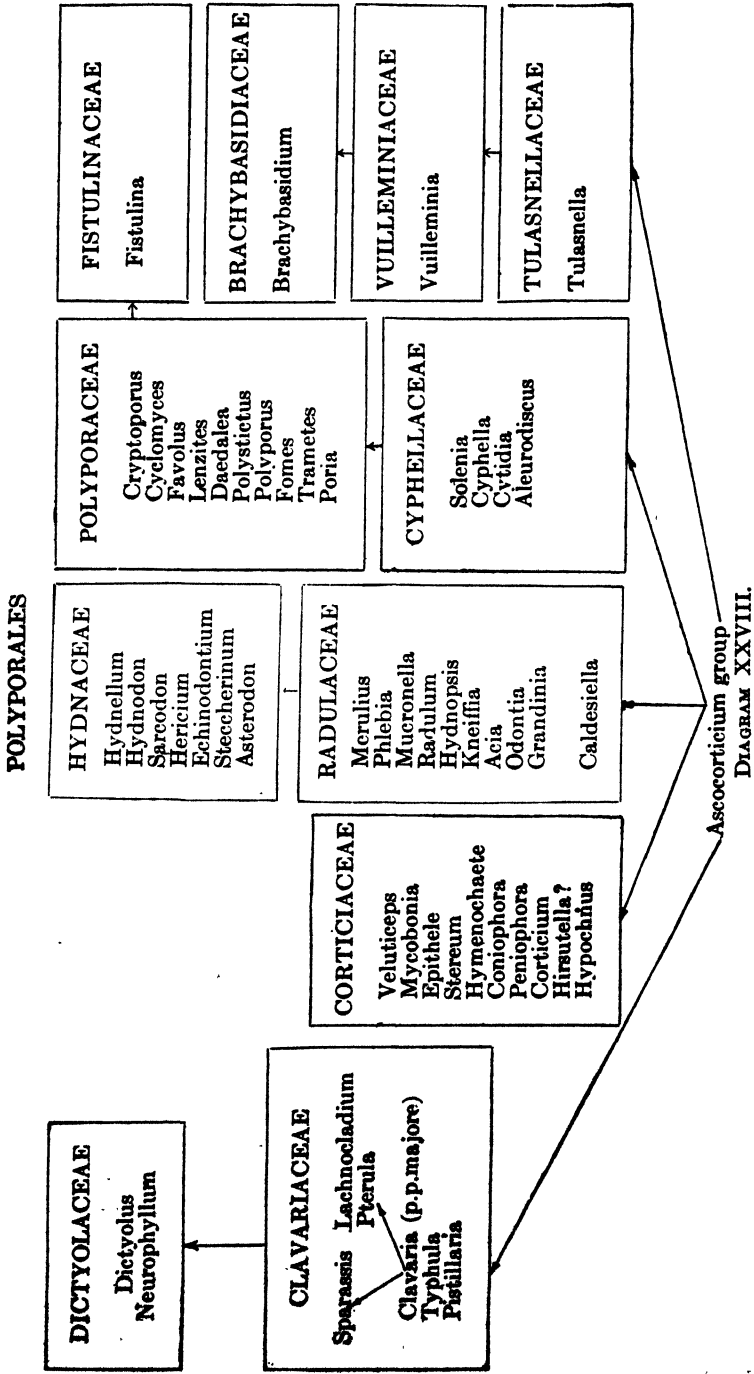 POLYPORALES
DICTYOLACEAE
Dictyolus
Neurophyllum
CLAVARIACEAE
Sparassis Lachnocladium
Pterula
Clavaria (p.p.majore)
Typhula
Pistillaria
CORTICIACEAE
Veluticeps
Mycobonia
Epithele
Stereum
Hymenochaete
Coniophora
Peniophora
Corticium
Hirsutella?
Hypochnus
HYDNACEAE
Hydnellum
Hydnodon
Sarcodon
Hericium
Echinodontium
Steccherinum
Asterodon
RADULACEAE
Merulius
Phlebia
Mucronella
Radulum
Hydnopsis
Kneiffia
Acia
Odontia
Grandinia
Caldesiella
POLYPORACEAE
Cryptoporus
Cyclomyces
Favolus
Lenzites
Daedalea
Polystictus
Polyporus
Fomes
Trametes
Poria
CYPHELLACEAE
Solenia
Cyphella
Cytidia
Aleurodiscus
FISTULINACEAE
Fistulina
BRACHYBASIDIACEAE
Brachybasidium
VUILLEMINIACEAE
Vuilleminia
TULASNELLACEAE
Tulasnella
Ascocorticium group
DIAGRAM XXVIII.